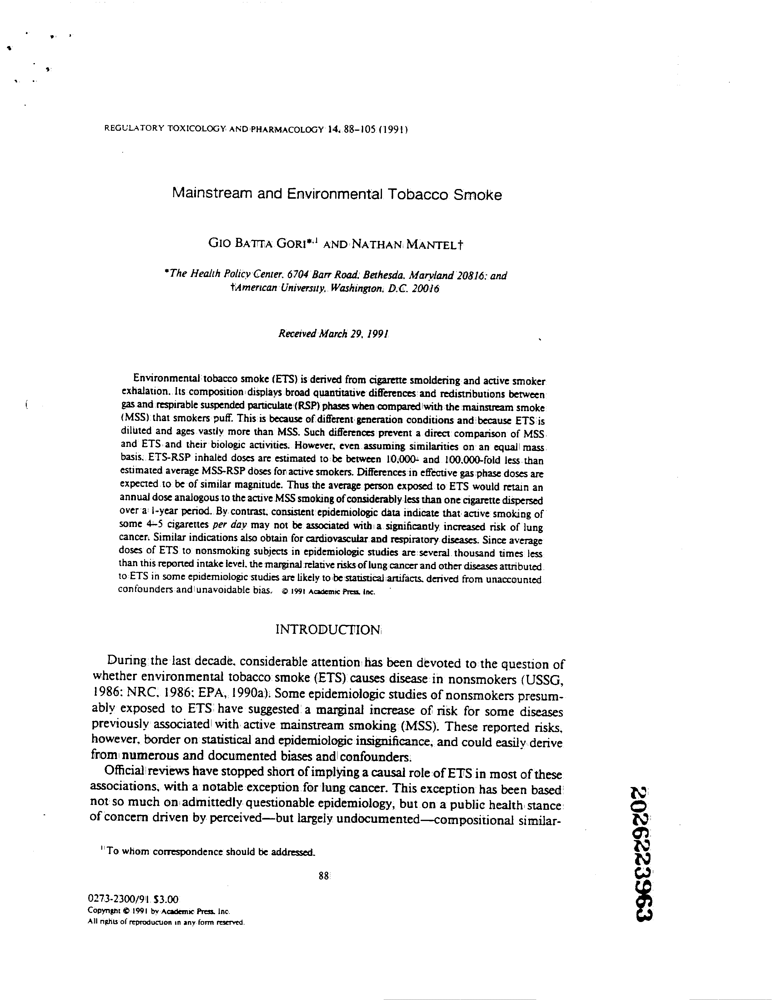 REGULATORY TOXICOLOGY AND PHARMACOLOGY 14, 88–105 (1991)
Mainstream and Environmental Tobacco Smoke
GIO BATTA GORI*,1 AND NATHAN MANTEL†
*The Health Policy Center, 6704 Barr Road, Bethesda, Maryland 20816; and
†American University, Washington, D.C. 20016
Received March 29, 1991
Environmental tobacco smoke (ETS) is derived from cigarette smoldering and active smoker
exhalation. Its composition displays broad quantitative differences and redistributions between
gas and respirable suspended particulate (RSP) phases when compared with the mainstream smoke
(MSS) that smokers puff. This is because of different generation conditions and because ETS is
diluted and ages vastly more than MSS. Such differences prevent a direct comparison of MSS
and ETS and their biologic activities. However, even assuming similarities on an equal mass
basis, ETS-RSP inhaled doses are estimated to be between 10,000- and 100,000-fold less than
estimated average MSS-RSP doses for active smokers. Differences in effective gas phase doses are
expected to be of similar magnitude. Thus the average person exposed to ETS would retain an
annual dose analogous to the active MSS smoking of considerably less than one cigarette dispersed
over a 1-year period. By contrast, consistent epidemiologic data indicate that active smoking of
some 4–5 cigarettes per day may not be associated with a significantly increased risk of lung
cancer. Similar indications also obtain for cardiovascular and respiratory diseases. Since average
doses of ETS to nonsmoking subjects in epidemiologic studies are several thousand times less
than this reported intake level, the marginal relative risks of lung cancer and other diseases attributed
to ETS in some epidemiologic studies are likely to be statistical artifacts, derived from unaccounted
confounders and unavoidable bias. © 1991 Academic Press, Inc.
INTRODUCTION
During the last decade, considerable attention has been devoted to the question of
whether environmental tobacco smoke (ETS) causes disease in nonsmokers (USSG,
1986; NRC, 1986; EPA, 1990a). Some epidemiologic studies of nonsmokers presum-
ably exposed to ETS have suggested a marginal increase of risk for some diseases
previously associated with active mainstream smoking (MSS). These reported risks,
however, border on statistical and epidemiologic insignificance, and could easily derive
from numerous and documented biases and confounders.
Official reviews have stopped short of implying a causal role of ETS in most of these
associations, with a notable exception for lung cancer. This exception has been based
not so much on admittedly questionable epidemiology, but on a public health stance
of concern driven by perceived—but largely undocumented—compositional similar-
1 To whom correspondence should be addressed.
88
0273-2300/91 $3.00
Copyright © 1991 by Academic Press, Inc.
All rights of reproduction in any form reserved.
2026223963